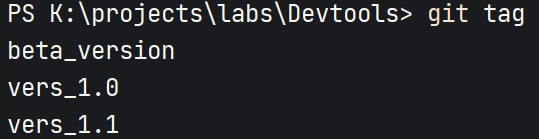 PS K:\projects\labs\Devtools> git tag
beta_version
vers_1.0
vers_1.1